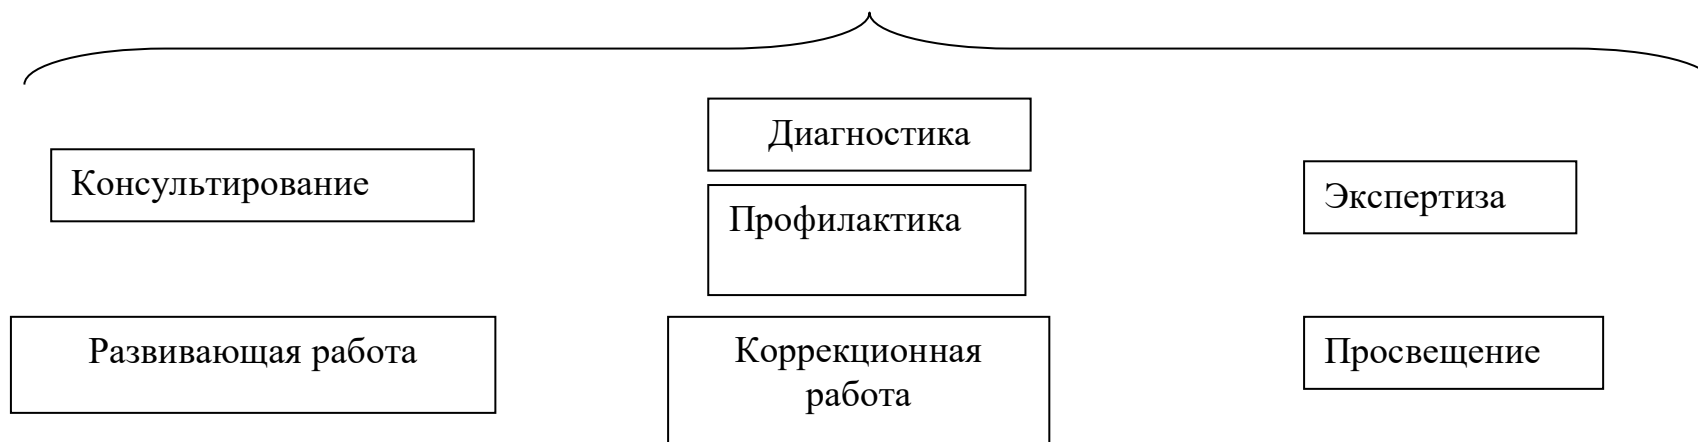 Диагностика
Консультирование
Экспертиза
Профилактика
Развивающая работа
Коррекционная
работа
Просвещение